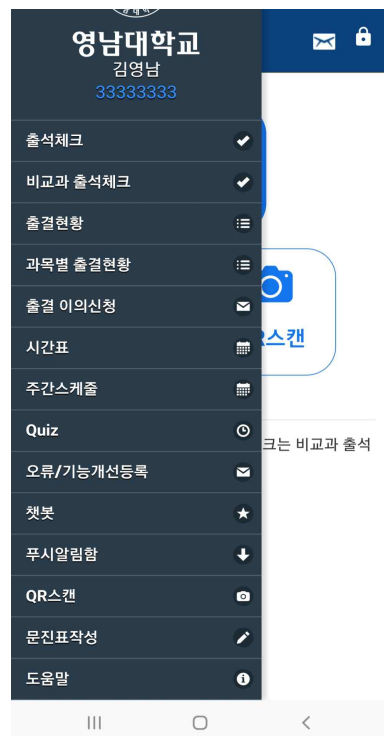 영남대학교
김영남
33333333
출석체크
비교과 출석체크
출결현황
과목별 출결현황
출결 이의신청
시간표
주간스케줄
Quiz
오류/기능개선등록
챗봇
푸시알림함
QR스캔
문진표작성
도움말
스캔
크는 비교과 출석